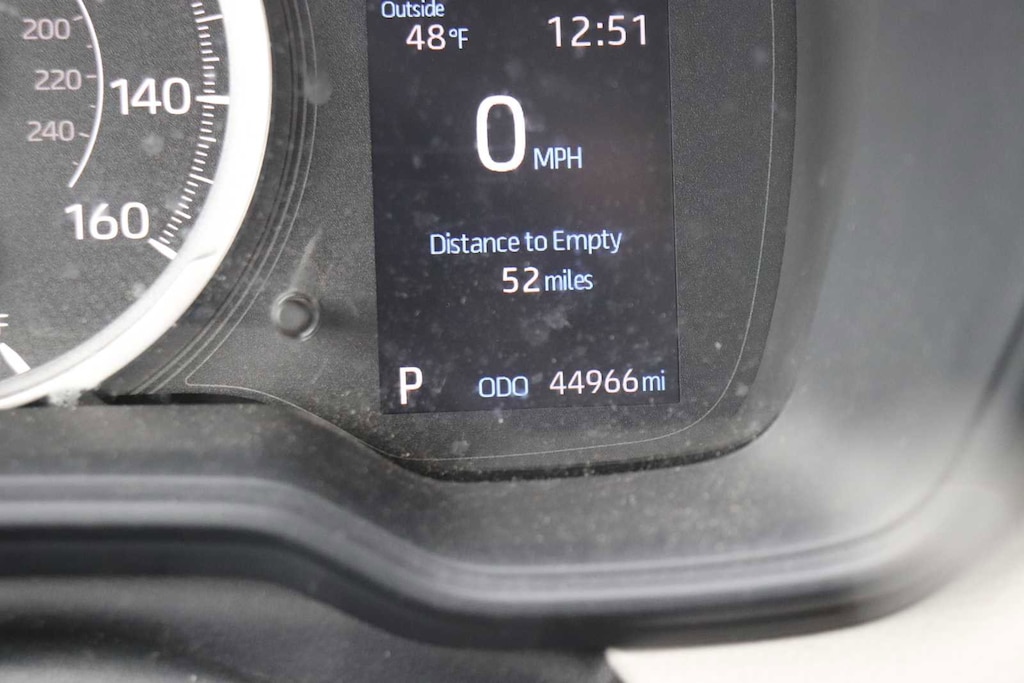 200
220
240
140
160
F
Outside
48°F 12:51
0 MPH
Distance to Empty
52 miles
P ODO 44966 mi